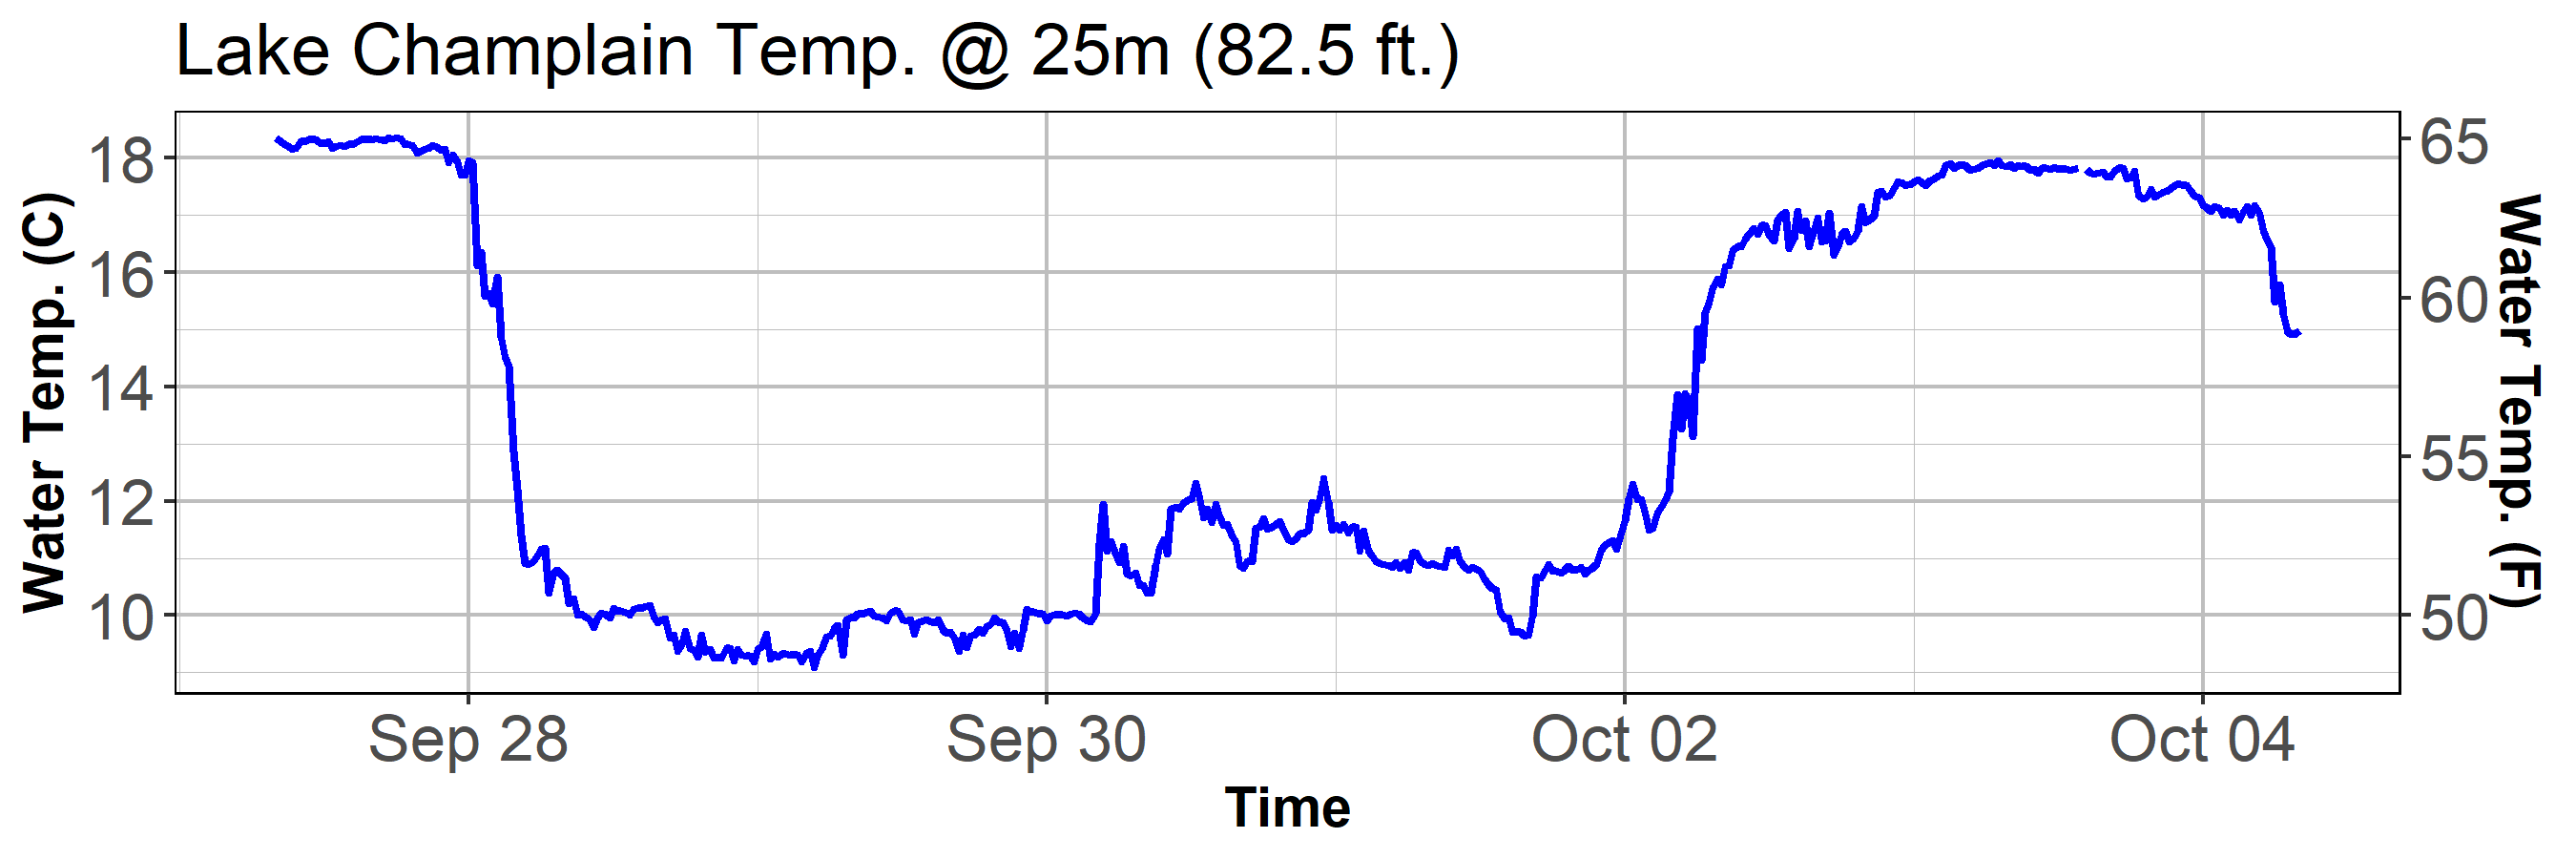 Lake Champlain Temp. @ 25m (82.5 ft.)
Water Temp. (C)
18
16
14
12
10
65
60
55
50
Water Temp. (F)
Sep 28
Sep 30
Oct 02
Oct 04
Time